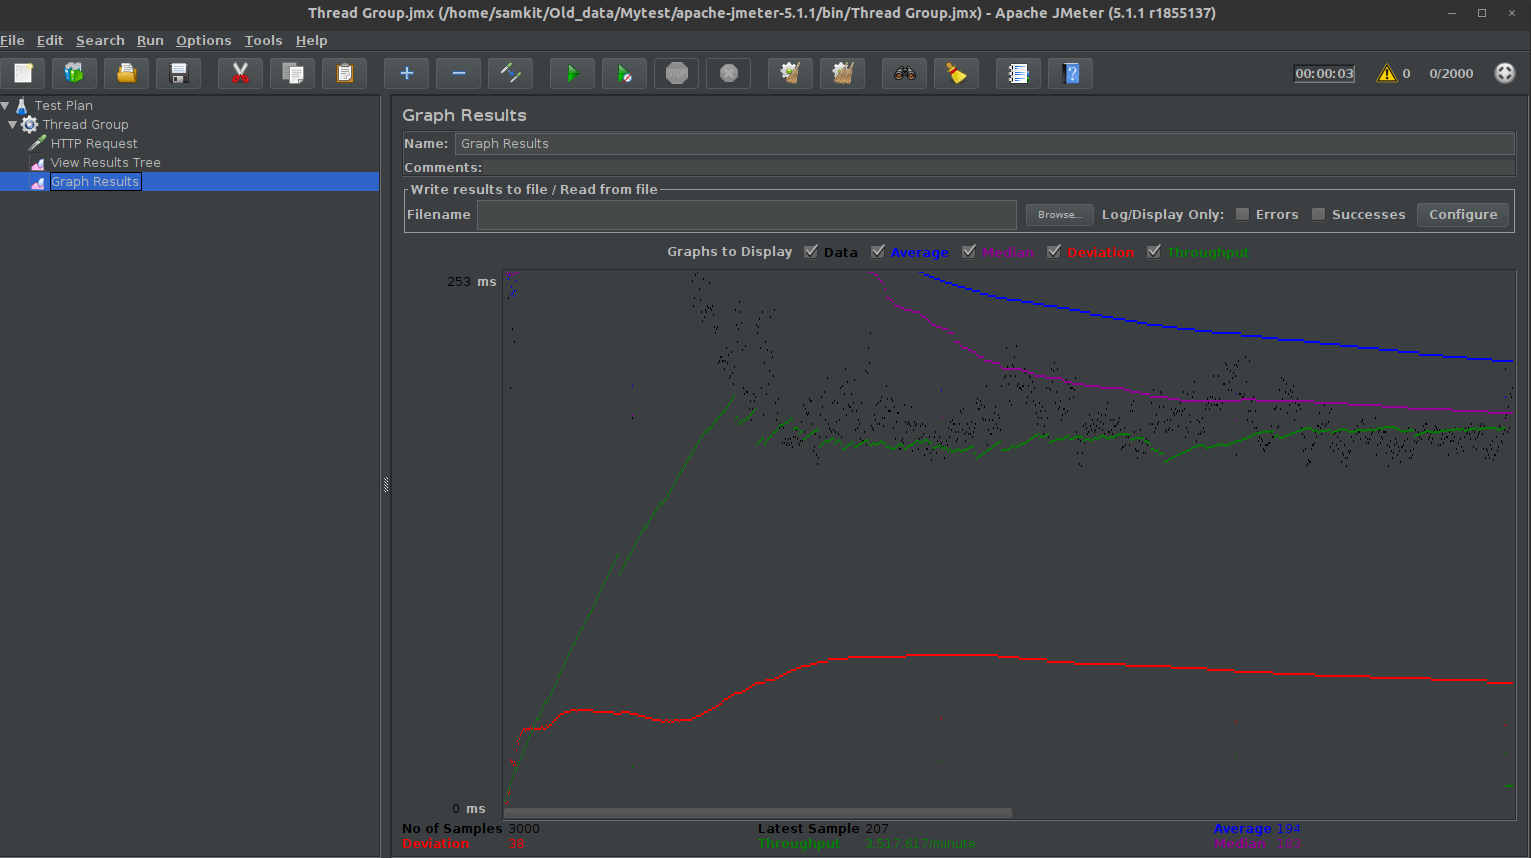 Thread Group.jmx (/home/samkit/Old_data/Mytest/apache-jmeter-5.1.1/bin/Thread Group.jmx) - Apache JMeter (5.1.1 r1855137)
File Edit Search Run Options Tools Help
STOP 00:00:03 0 0/2000
Test Plan
Thread Group
HTTP Request
View Results Tree
Graph Results
Graph Results
Name: Graph Results
Comments:
Write results to file / Read from file
Filename Browse... Log/Display Only: Errors Successes Configure
Graphs to Display Data Average Median Deviation Throughput
253 ms
0 ms
No of Samples 3000 Latest Sample 207 Average 194
Deviation 38 Throughput 3,517.617/minute Median